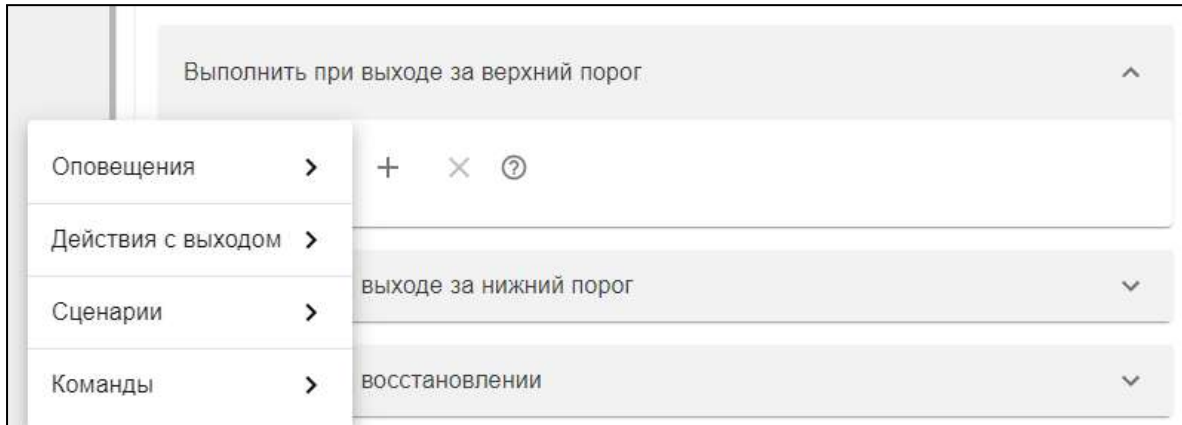 Выполнить при выходе за верхний порог
Оповещения
Действия с выходом
выходе за нижний порог
Сценарии
восстановлении
Команды